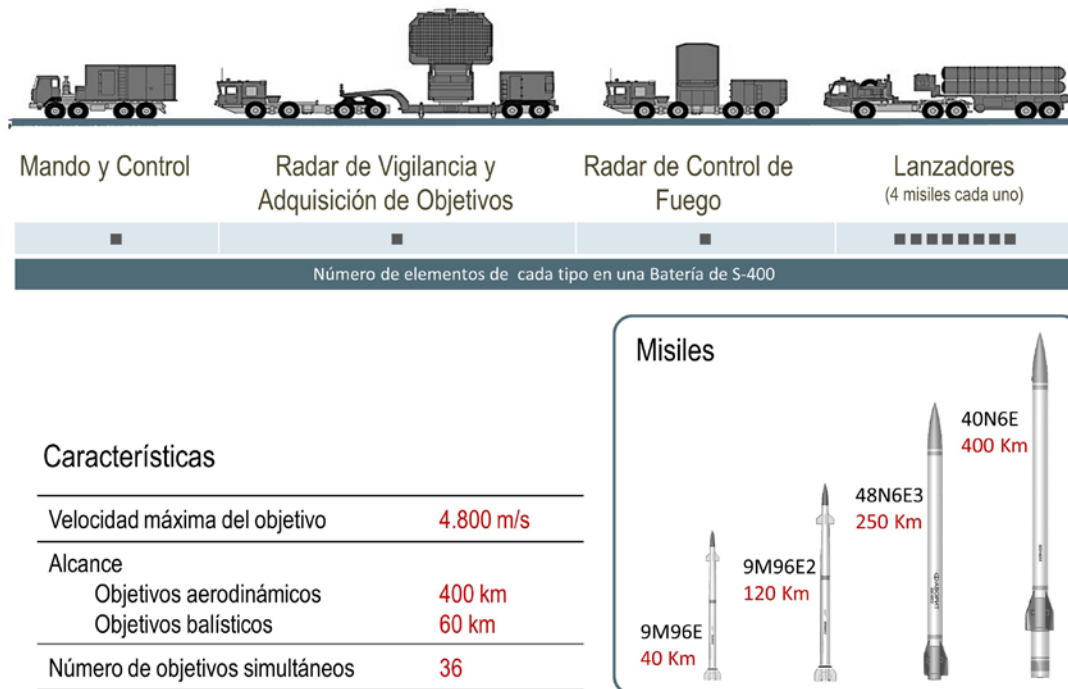 Mando y Control
Radar de Vigilancia y
Adquisición de Objetivos
Radar de Control de
Fuego
Lanzadores
(4 misiles cada uno)
Número de elementos de cada tipo en una Batería de S-400
Misiles
40N6E
400 Km
48N6E3
250 Km
9M96E2
120 Km
9M96E
40 Km
Características
Velocidad máxima del objetivo 4.800 m/s
Alcance
Objetivos aerodinámicos 400 km
Objetivos balísticos 60 km
Número de objetivos simultáneos 36